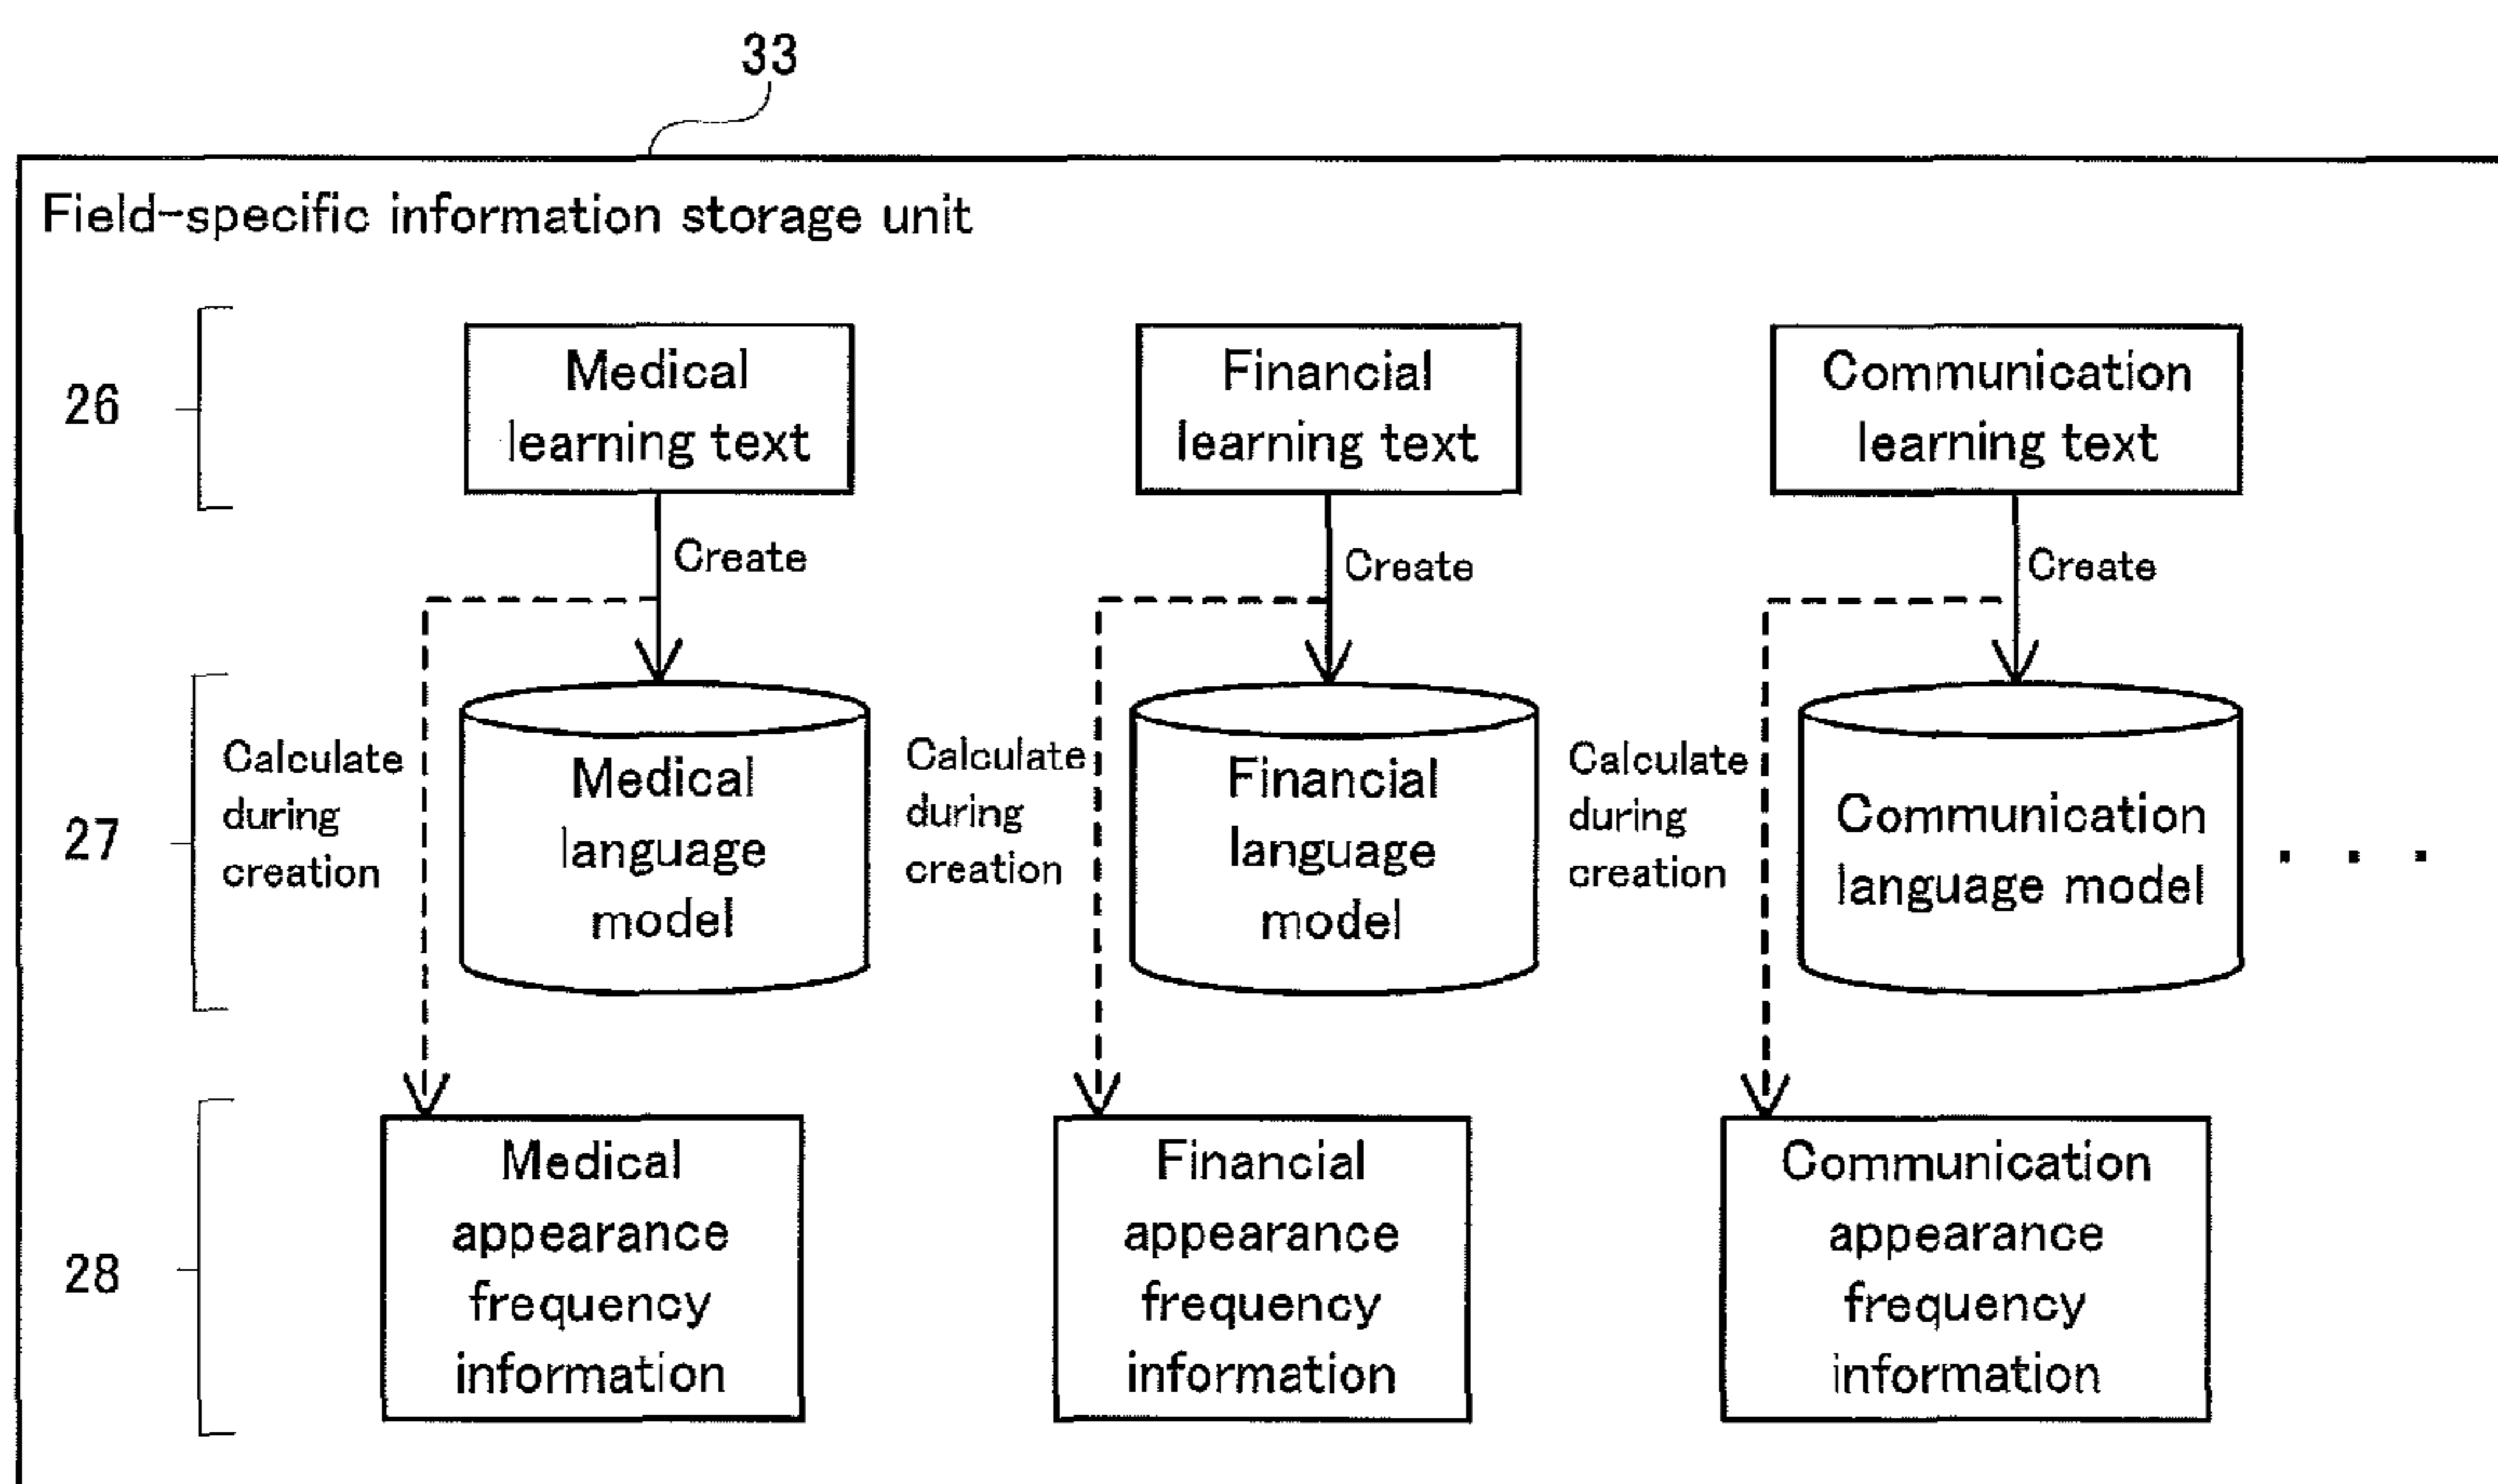 33
Field-specific information storage unit
26
Medical
learning text
Financial
learning text
Communication
learning text
Create
Create
Create
27
Calculate
during
creation
Medical
language
model
Calculate
during
creation
Financial
language
model
Calculate
during
creation
Communication
language model
. . .
28
Medical
appearance
frequency
information
Financial
appearance
frequency
information
Communication
appearance
frequency
information